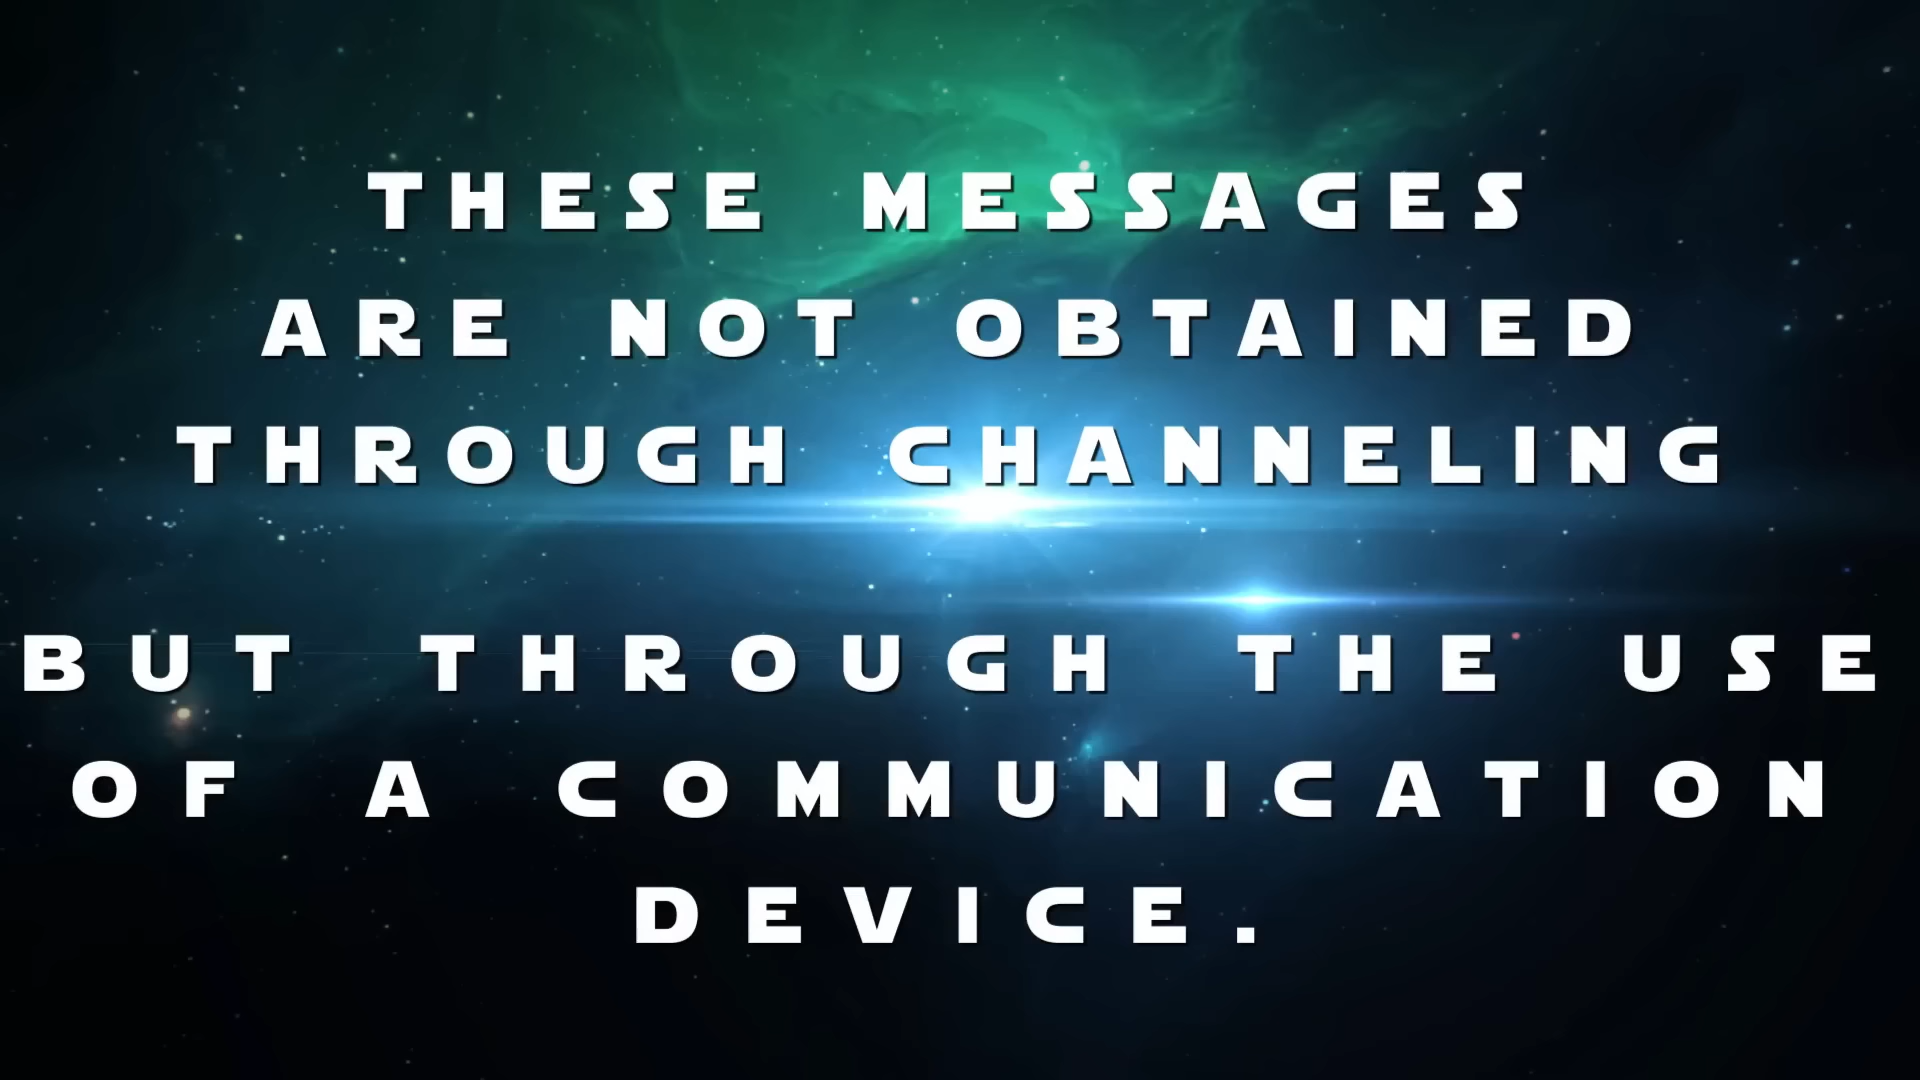 THESE MESSAGES
ARE NOT OBTAINED
THROUGH CHANNELING
BUT THROUGH THE USE
OF A COMMUNICATION
DEVICE.